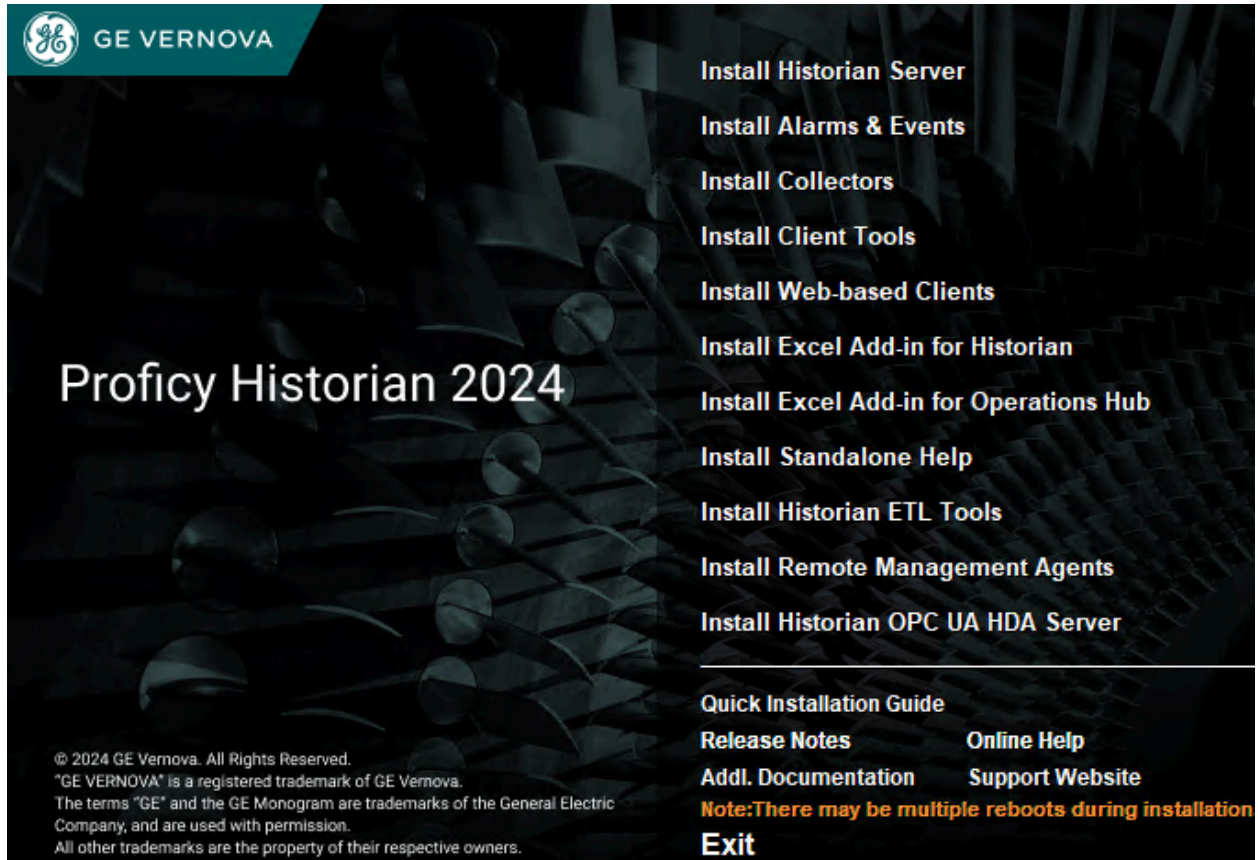 GE VERNOVA
Proficy Historian 2024
Install Historian Server
Install Alarms & Events
Install Collectors
Install Client Tools
Install Web-based Clients
Install Excel Add-in for Historian
Install Excel Add-in for Operations Hub
Install Standalone Help
Install Historian ETL Tools
Install Remote Management Agents
Install Historian OPC UA HDA Server
Quick Installation Guide
Release Notes Online Help
Addl. Documentation Support Website
Note:There may be multiple reboots during installation
Exit
© 2024 GE Vernova. All Rights Reserved.
"GE VERNOVA" is a registered trademark of GE Vernova.
The terms "GE" and the GE Monogram are trademarks of the General Electric
Company, and are used with permission.
All other trademarks are the property of their respective owners.